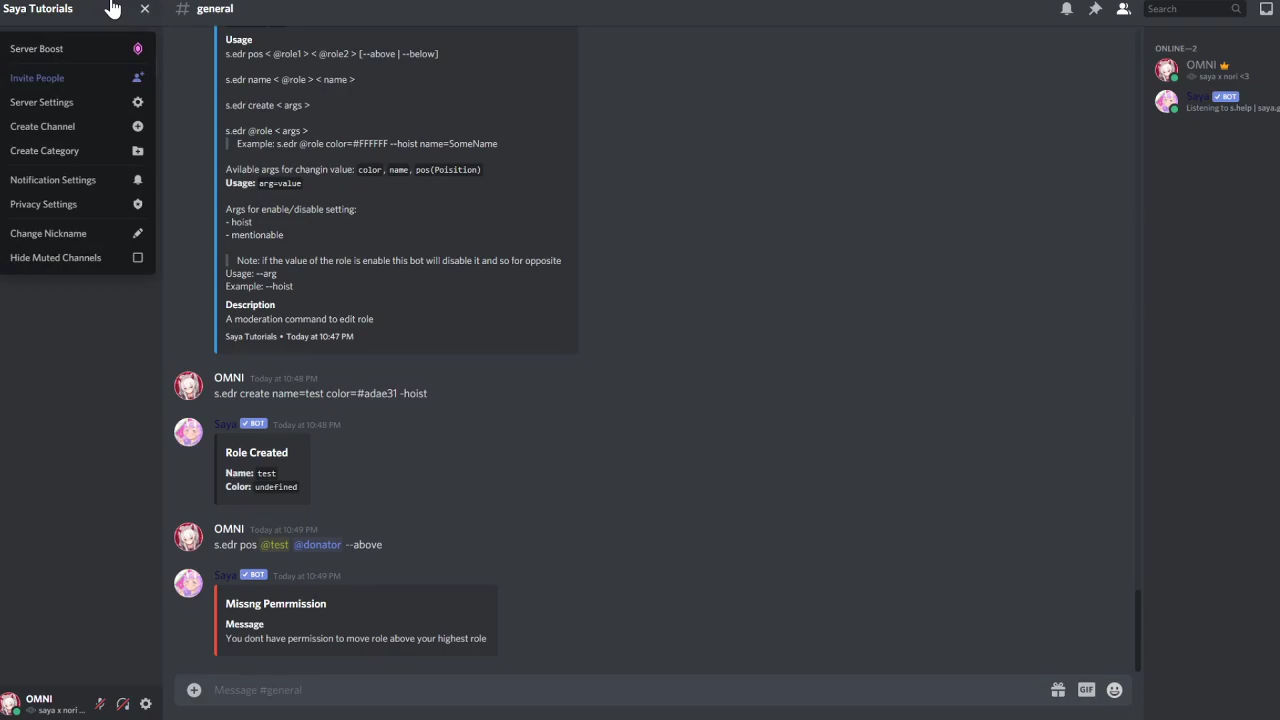 Saya Tutorials
Server Boost
Invite People
Server Settings
Create Channel
Create Category
Notification Settings
Privacy Settings
Change Nickname
Hide Muted Channels
OMNI
saya x nori ...
# general
Search
Usage
s.edr pos < @role1 > < @role2 > [--above | --below]
s.edr name < @role > < name >
s.edr create < args >
s.edr @role < args >
Example: s.edr @role color=#FFFFFF --hoist name=SomeName
Avilable args for changin value: color, name, pos(Poisition)
Usage: arg=value
Args for enable/disable setting:
- hoist
- mentionable
Note: if the value of the role is enable this bot will disable it and so for opposite
Usage: --arg
Example: --hoist
Description
A moderation command to edit role
Saya Tutorials • Today at 10:47 PM
OMNI Today at 10:48 PM
s.edr create name=test color=#adae31 -hoist
Saya ✓ BOT Today at 10:48 PM
Role Created
Name: test
Color: undefined
OMNI Today at 10:49 PM
s.edr pos @test @donator --above
Saya ✓ BOT Today at 10:49 PM
Missng Pemrmission
Message
You dont have permission to move role above your highest role
Message #general
GIF
ONLINE—2
OMNI
saya x nori <3
Saya ✓ BOT
Listening to s.help | saya.g